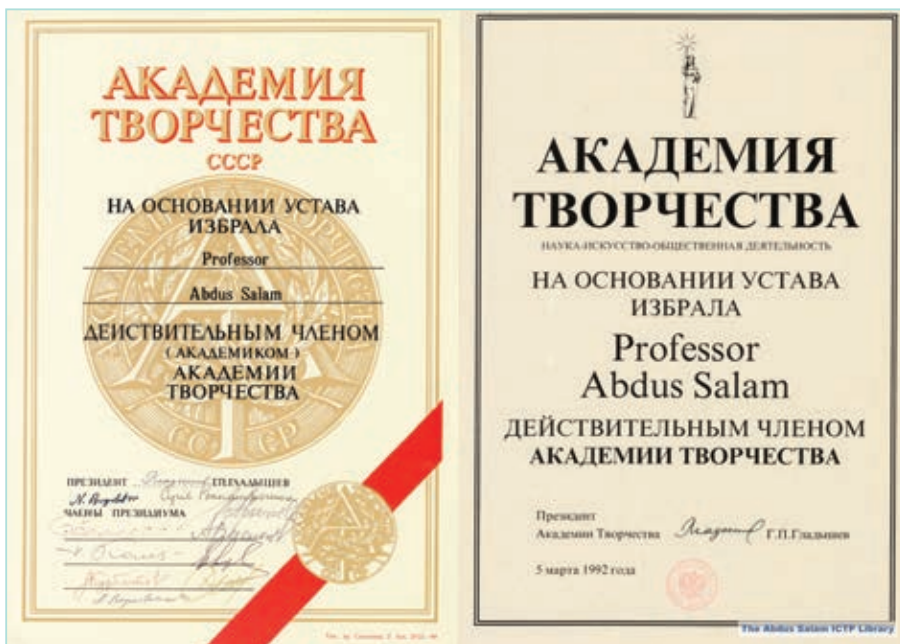 АКАДЕМИЯ
ТВОРЧЕСТВА
СССР
НА ОСНОВАНИИ УСТАВА
ИЗБРАЛА
Professor
Abdus Salam
ДЕЙСТВИТЕЛЬНЫМ ЧЛЕНОМ
( АКАДЕМИКОМ )
АКАДЕМИИ
ТВОРЧЕСТВА
ПРЕЗИДЕНТ Г.П.ГЛАДЫШЕВ
ЧЛЕНЫ ПРЕЗИДИУМА
АКАДЕМИЯ
ТВОРЧЕСТВА
НАУКА-ИСКУССТВО-ОБЩЕСТВЕННАЯ ДЕЯТЕЛЬНОСТЬ
НА ОСНОВАНИИ УСТАВА
ИЗБРАЛА
Professor
Abdus Salam
ДЕЙСТВИТЕЛЬНЫМ ЧЛЕНОМ
АКАДЕМИИ ТВОРЧЕСТВА
Президент
Академии Творчества Г.П.Гладышев
5 марта 1992 года
The Abdus Salam ICTP Library